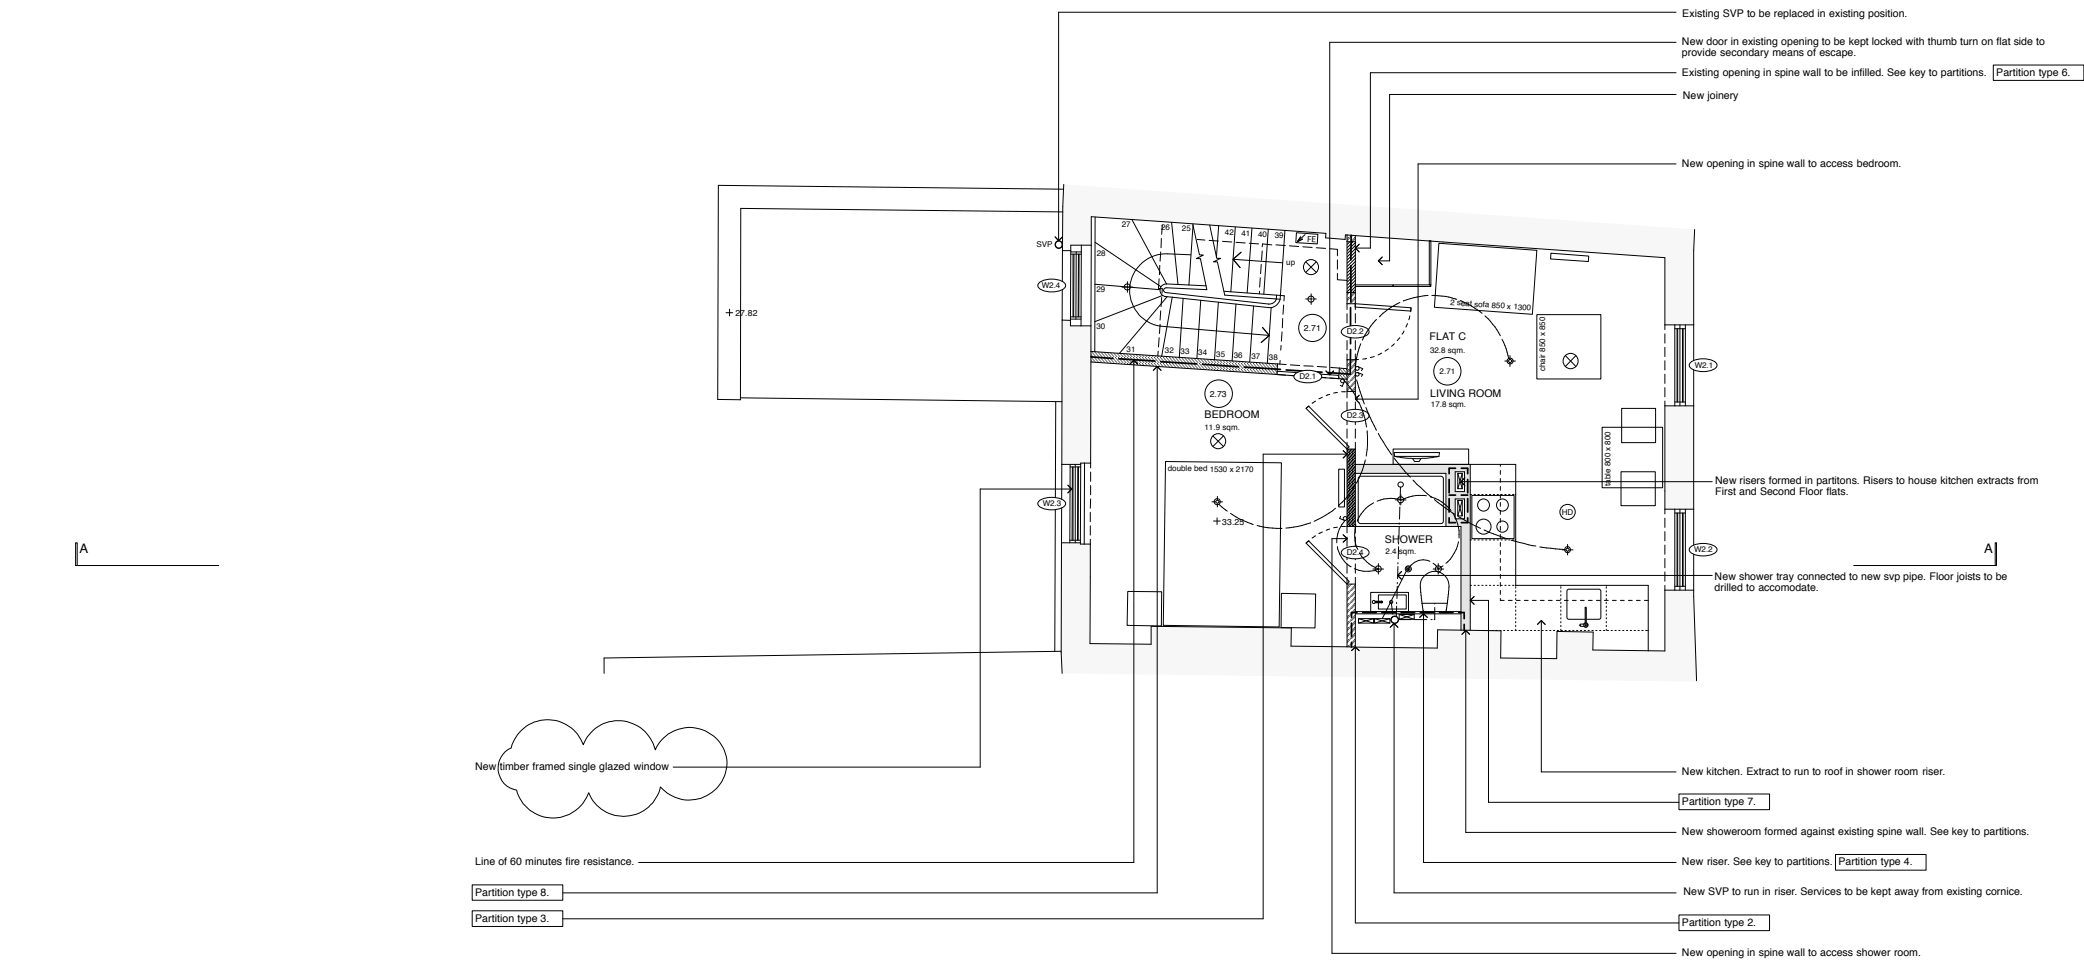 Existing SVP to be replaced in existing position.
New door in existing opening to be kept locked with thumb turn on flat side to
provide secondary means of escape.
Existing opening in spine wall to be infilled. See key to partitions. Partition type 6.
New joinery
New opening in spine wall to access bedroom.
SVP
27
26
25
42
41
40
39
FE
28
up
W2.4
29
27.82
30
2.71
31
32
33
34
35
36
37
38
D2.2
D2.1
2 seat sofa 850 x 1300
chair 850 x 850
FLAT C
32.8 sqm.
2.71
LIVING ROOM
17.8 sqm.
W2.1
2.73
BEDROOM
11.9 sqm.
D2.3
table 800 x 800
double bed 1530 x 2170
W2.3
33.25
New risers formed in partitons. Risers to house kitchen extracts from
First and Second Floor flats.
HD
SHOWER
2.4 sqm.
D2.4
W2.2
A
A
New shower tray connected to new svp pipe. Floor joists to be
drilled to accomodate.
New timber framed single glazed window
New kitchen. Extract to run to roof in shower room riser.
Partition type 7.
New showeroom formed against existing spine wall. See key to partitions.
Line of 60 minutes fire resistance.
New riser. See key to partitions. Partition type 4.
Partition type 8.
New SVP to run in riser. Services to be kept away from existing cornice.
Partition type 3.
Partition type 2.
New opening in spine wall to access shower room.